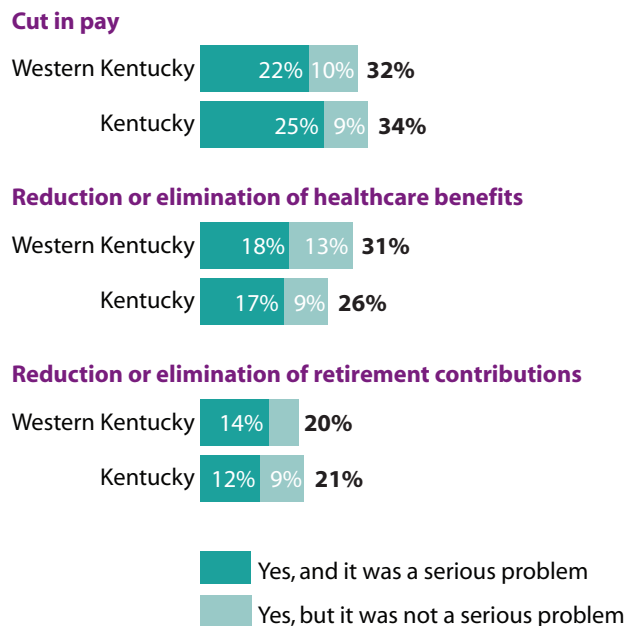 Cut in pay
Western Kentucky 22% 10% 32%
Kentucky 25% 9% 34%
Reduction or elimination of healthcare benefits
Western Kentucky 18% 13% 31%
Kentucky 17% 9% 26%
Reduction or elimination of retirement contributions
Western Kentucky 14% 20%
Kentucky 12% 9% 21%
Yes, and it was a serious problem
Yes, but it was not a serious problem